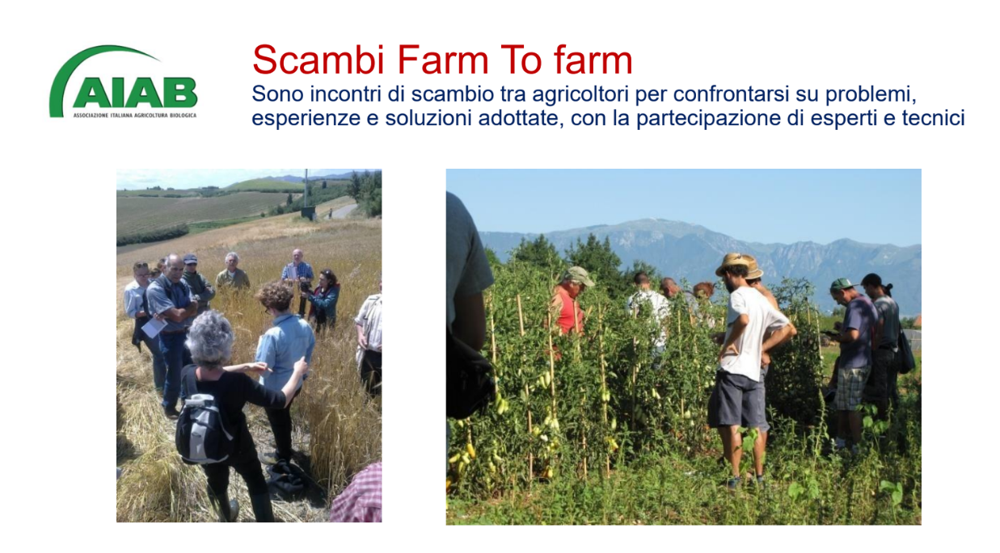 AIAB
ASSOCIAZIONE ITALIANA AGRICOLTURA BIOLOGICA
Scambi Farm To farm
Sono incontri di scambio tra agricoltori per confrontarsi su problemi,
esperienze e soluzioni adottate, con la partecipazione di esperti e tecnici